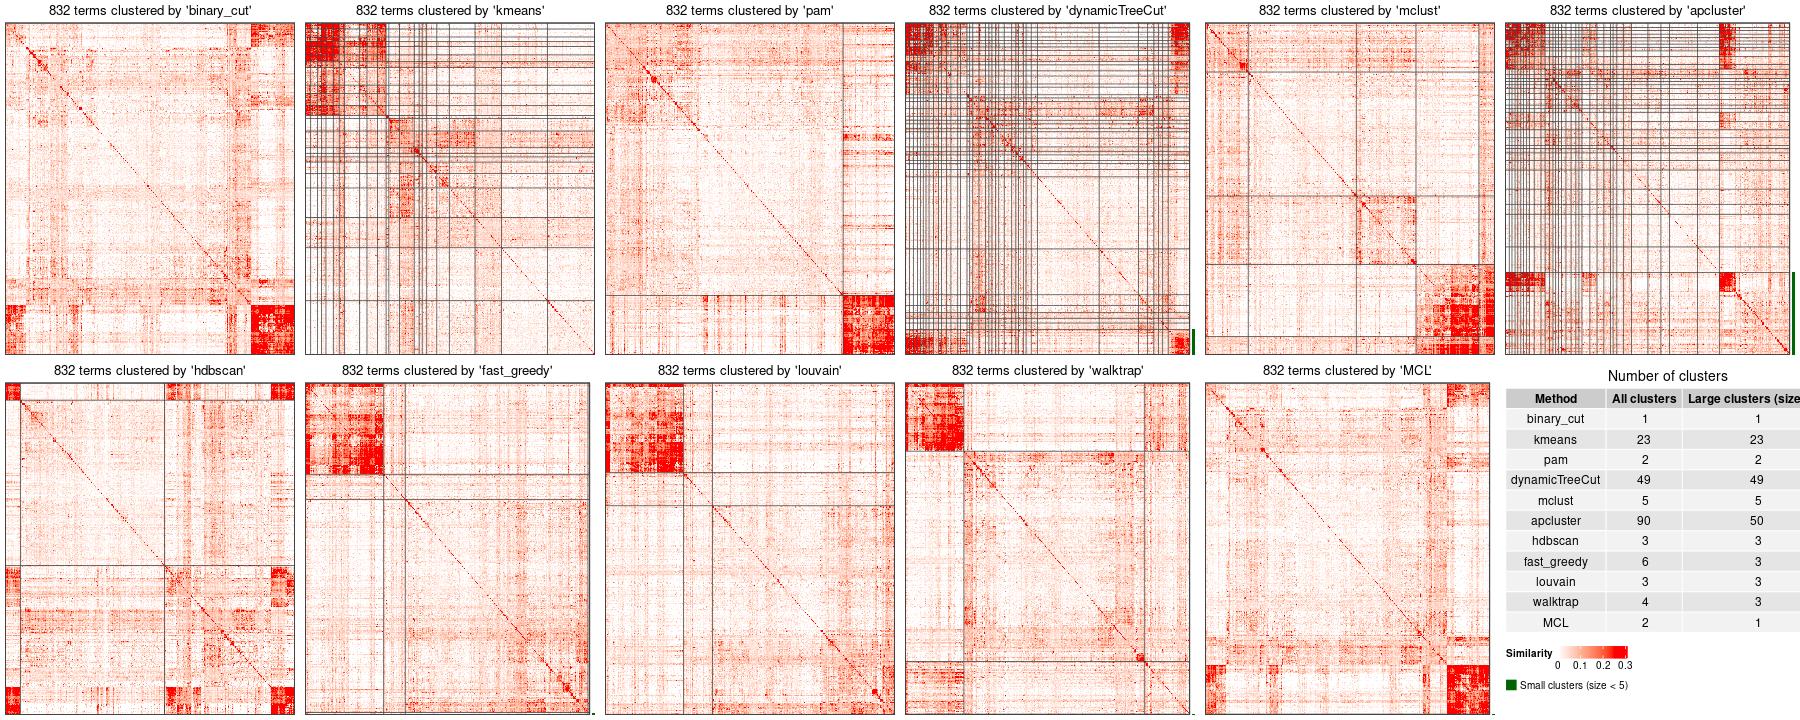 832 terms clustered by 'binary_cut'
832 terms clustered by 'kmeans'
832 terms clustered by 'pam'
832 terms clustered by 'dynamicTreeCut'
832 terms clustered by 'mclust'
832 terms clustered by 'apcluster'
832 terms clustered by 'hdbscan'
832 terms clustered by 'fast_greedy'
832 terms clustered by 'louvain'
832 terms clustered by 'walktrap'
832 terms clustered by 'MCL'
Number of clusters
Method All clusters Large clusters (size
binary_cut 1 1
kmeans 23 23
pam 2 2
dynamicTreeCut 49 49
mclust 5 5
apcluster 90 50
hdbscan 3 3
fast_greedy 6 3
louvain 3 3
walktrap 4 3
MCL 2 1
Similarity
0 0.1 0.2 0.3
Small clusters (size < 5)